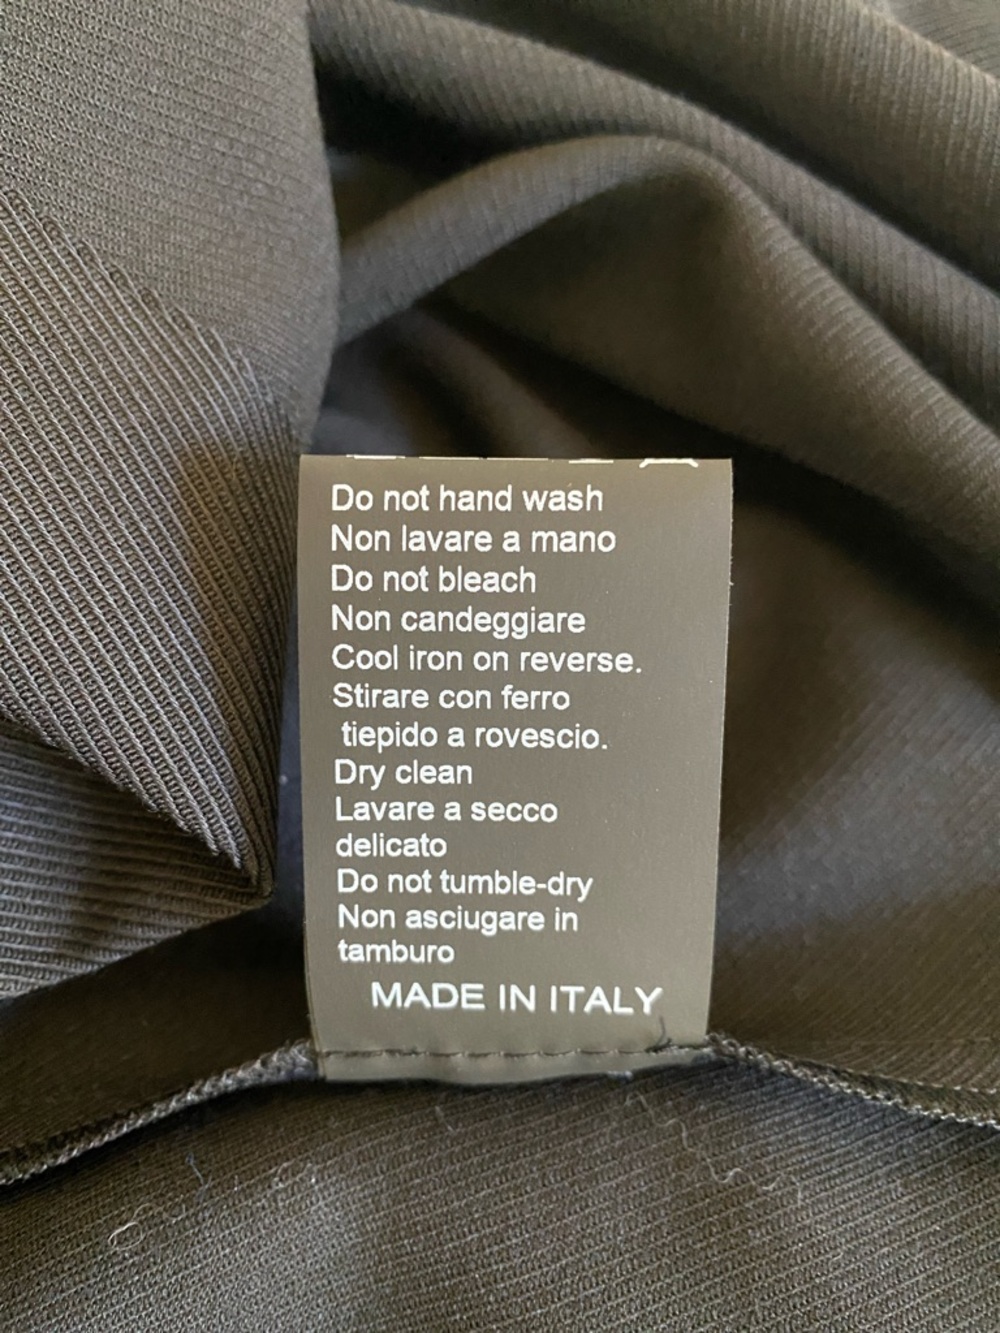 Do not hand wash
Non lavare a mano
Do not bleach
Non candeggiare
Cool iron on reverse.
Stirare con ferro
tiepido a rovescio.
Dry clean
Lavare a secco
delicato
Do not tumble-dry
Non asciugare in
tamburo
MADE IN ITALY